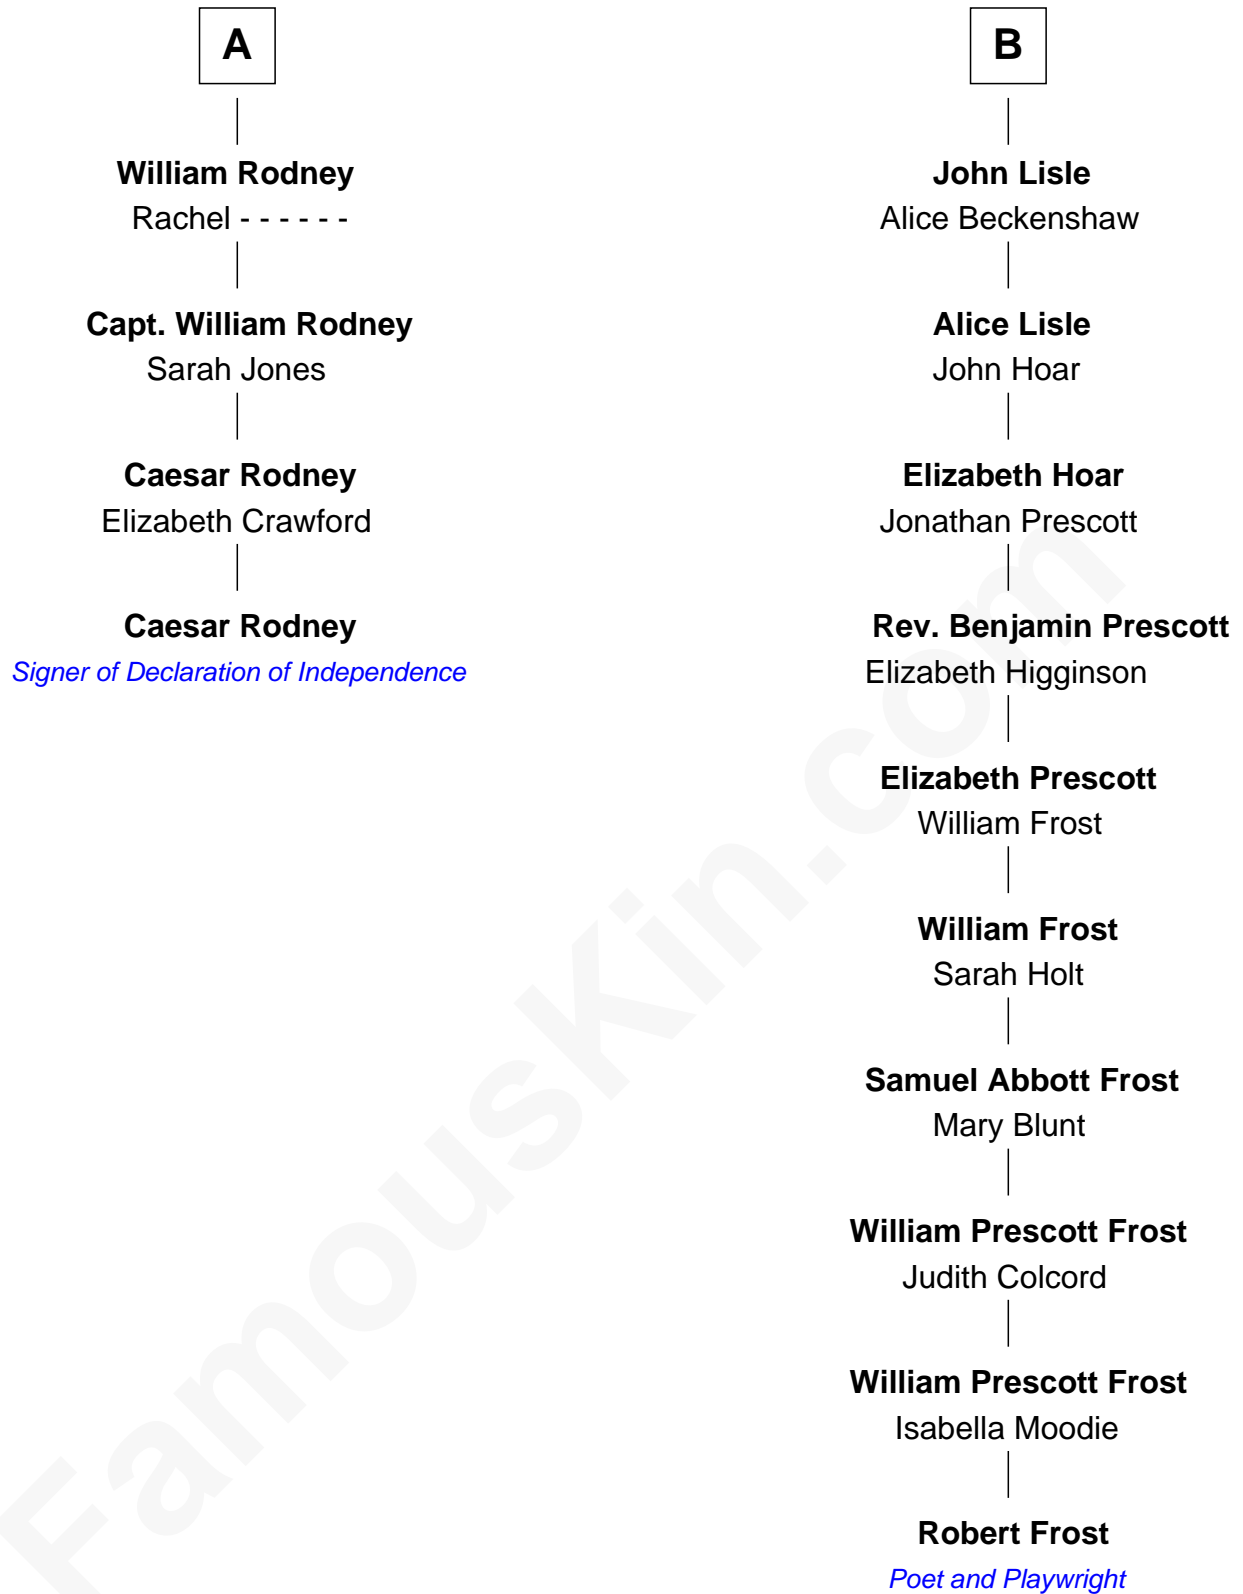 A
William Rodney
Rachel - - - - - -
Capt. William Rodney
Sarah Jones
Caesar Rodney
Elizabeth Crawford
Caesar Rodney
Signer of Declaration of Independence
B
John Lisle
Alice Beckenshaw
Alice Lisle
John Hoar
Elizabeth Hoar
Jonathan Prescott
Rev. Benjamin Prescott
Elizabeth Higginson
Elizabeth Prescott
William Frost
William Frost
Sarah Holt
Samuel Abbott Frost
Mary Blunt
William Prescott Frost
Judith Colcord
William Prescott Frost
Isabella Moodie
Robert Frost
Poet and Playwright
FamousKin.com